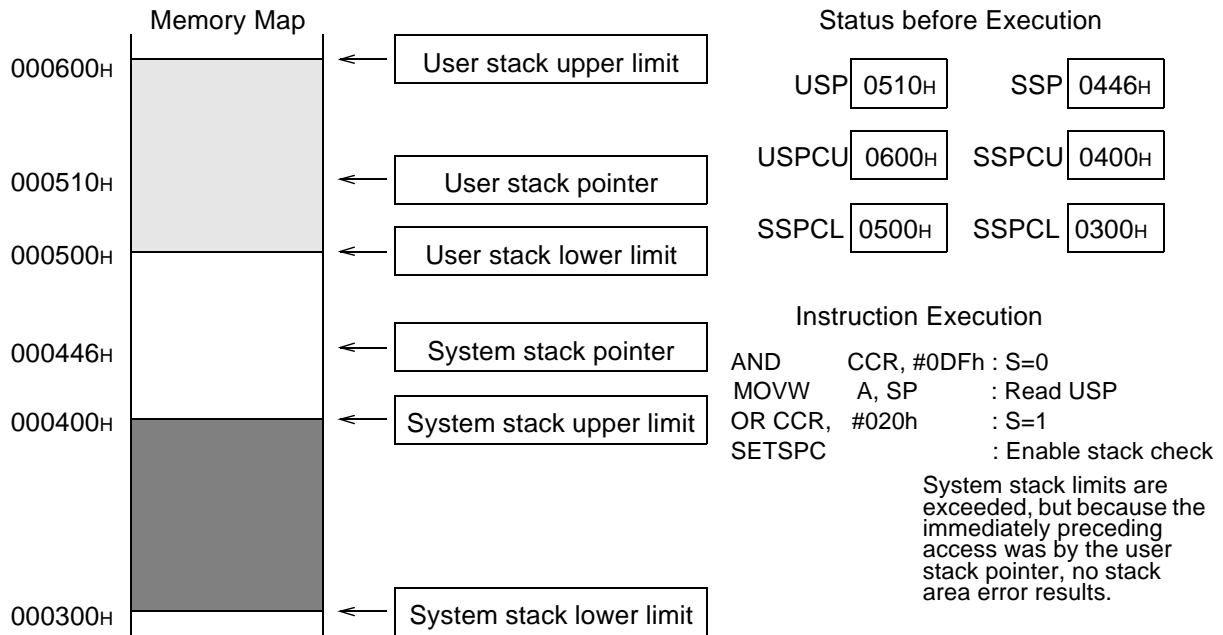 Memory Map
000600H
User stack upper limit
000510H
User stack pointer
000500H
User stack lower limit
000446H
System stack pointer
000400H
System stack upper limit
000300H
System stack lower limit
Status before Execution
USP 0510H SSP 0446H
USPCU 0600H SSPCU 0400H
SSPCL 0500H SSPCL 0300H
Instruction Execution
AND CCR, #0DFh : S=0
MOVW A, SP : Read USP
OR CCR, #020h : S=1
SETSPC : Enable stack check
System stack limits are
exceeded, but because the
immediately preceding
access was by the user
stack pointer, no stack
area error results.